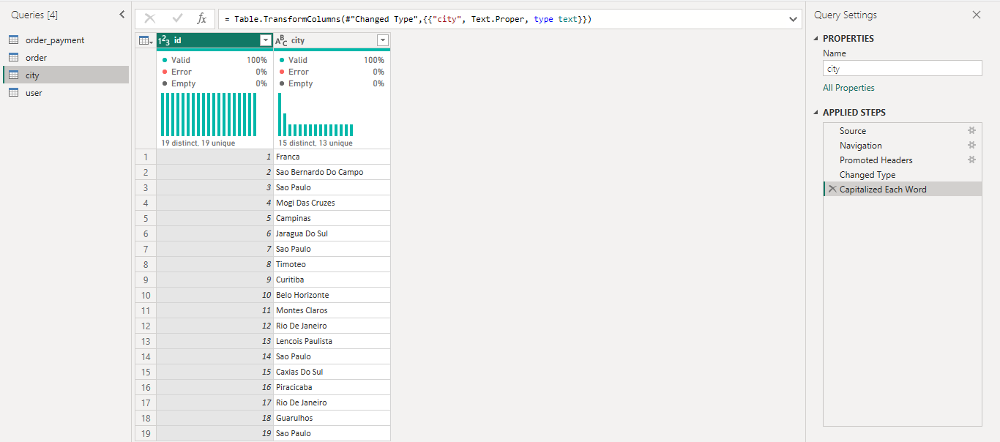 Queries [4]
order_payment
order
city
user
fx
= Table.TransformColumns(#"Changed Type",{{"city", Text.Proper, type text}})
123 id ABC city
Valid 100% Valid 100%
Error 0% Error 0%
Empty 0% Empty 0%
19 distinct, 19 unique 15 distinct, 13 unique
1 1 Franca
2 2 Sao Bernardo Do Campo
3 3 Sao Paulo
4 4 Mogi Das Cruzes
5 5 Campinas
6 6 Jaragua Do Sul
7 7 Sao Paulo
8 8 Timoteo
9 9 Curitiba
10 10 Belo Horizonte
11 11 Montes Claros
12 12 Rio De Janeiro
13 13 Lencois Paulista
14 14 Sao Paulo
15 15 Caxias Do Sul
16 16 Piracicaba
17 17 Rio De Janeiro
18 18 Guarulhos
19 19 Sao Paulo
Query Settings
PROPERTIES
Name
city
All Properties
APPLIED STEPS
Source
Navigation
Promoted Headers
Changed Type
Capitalized Each Word